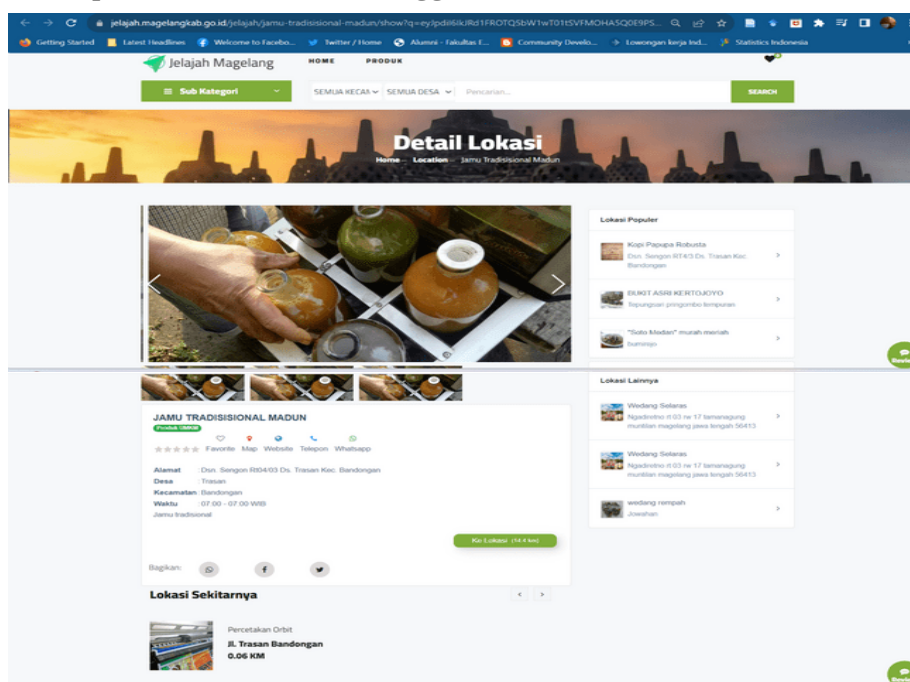 jelajah.magelangkab.go.id/jelajah/jamu-tradisisional-madun/show?q=
Getting Started Latest Headlines Welcome to Facebo... Twitter / Home Alumni - Fakultas E... Community Develo... Lowongan kerja Ind... Statistics Indonesia
Jelajah Magelang HOME PRODUK
Sub Kategori SEMUA KECAM SEMUA DESA Pencarian... SEARCH
Detail Lokasi
Home Location Jamu Tradisisional Madun
Lokasi Populer
Kopi Papupa Robusta
Dsn. Sengon RT4/3 Ds. Trasan Kec.
Bandongan
BUKIT ASRI KERTOJOYO
"Soto Modan" murah meriah
bumirejo
Lokasi Lainnya
Wedang Selaras
Ngadiretno rt 03 rw 17 tamanagung
muntilan magelang jawa tengah 56413
Wedang Selaras
Ngadiretno rt 03 rw 17 tamanagung
muntilan magelang jawa tengah 56413
wedang rempah
Jowahan
JAMU TRADISISIONAL MADUN
Produk UMKM
Favorite Map Website Telepon Whatsapp
Alamat : Dsn. Sengon Rt04/03 Ds. Trasan Kec. Bandongan
Desa : Trasan
Kecamatan : Bandongan
Waktu : 07.00 - 07.00 WIB
Jamu tradisional
Ke Lokasi (14.4 km)
Bagikan:
Lokasi Sekitarnya
Percetakan Orbit
Jl. Trasan Bandongan
0.06 KM